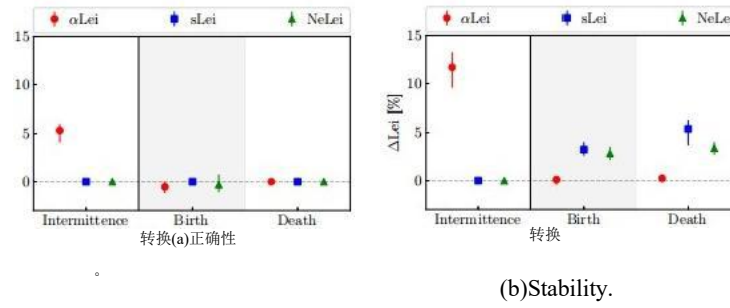 αLei sLei NeLei
15
10
5
0
Intermittence Birth Death
转换(a)正确性
。
αLei sLei NeLei
ΔLei [%]
15
10
5
0
Intermittence Birth Death
转换
(b)Stability.